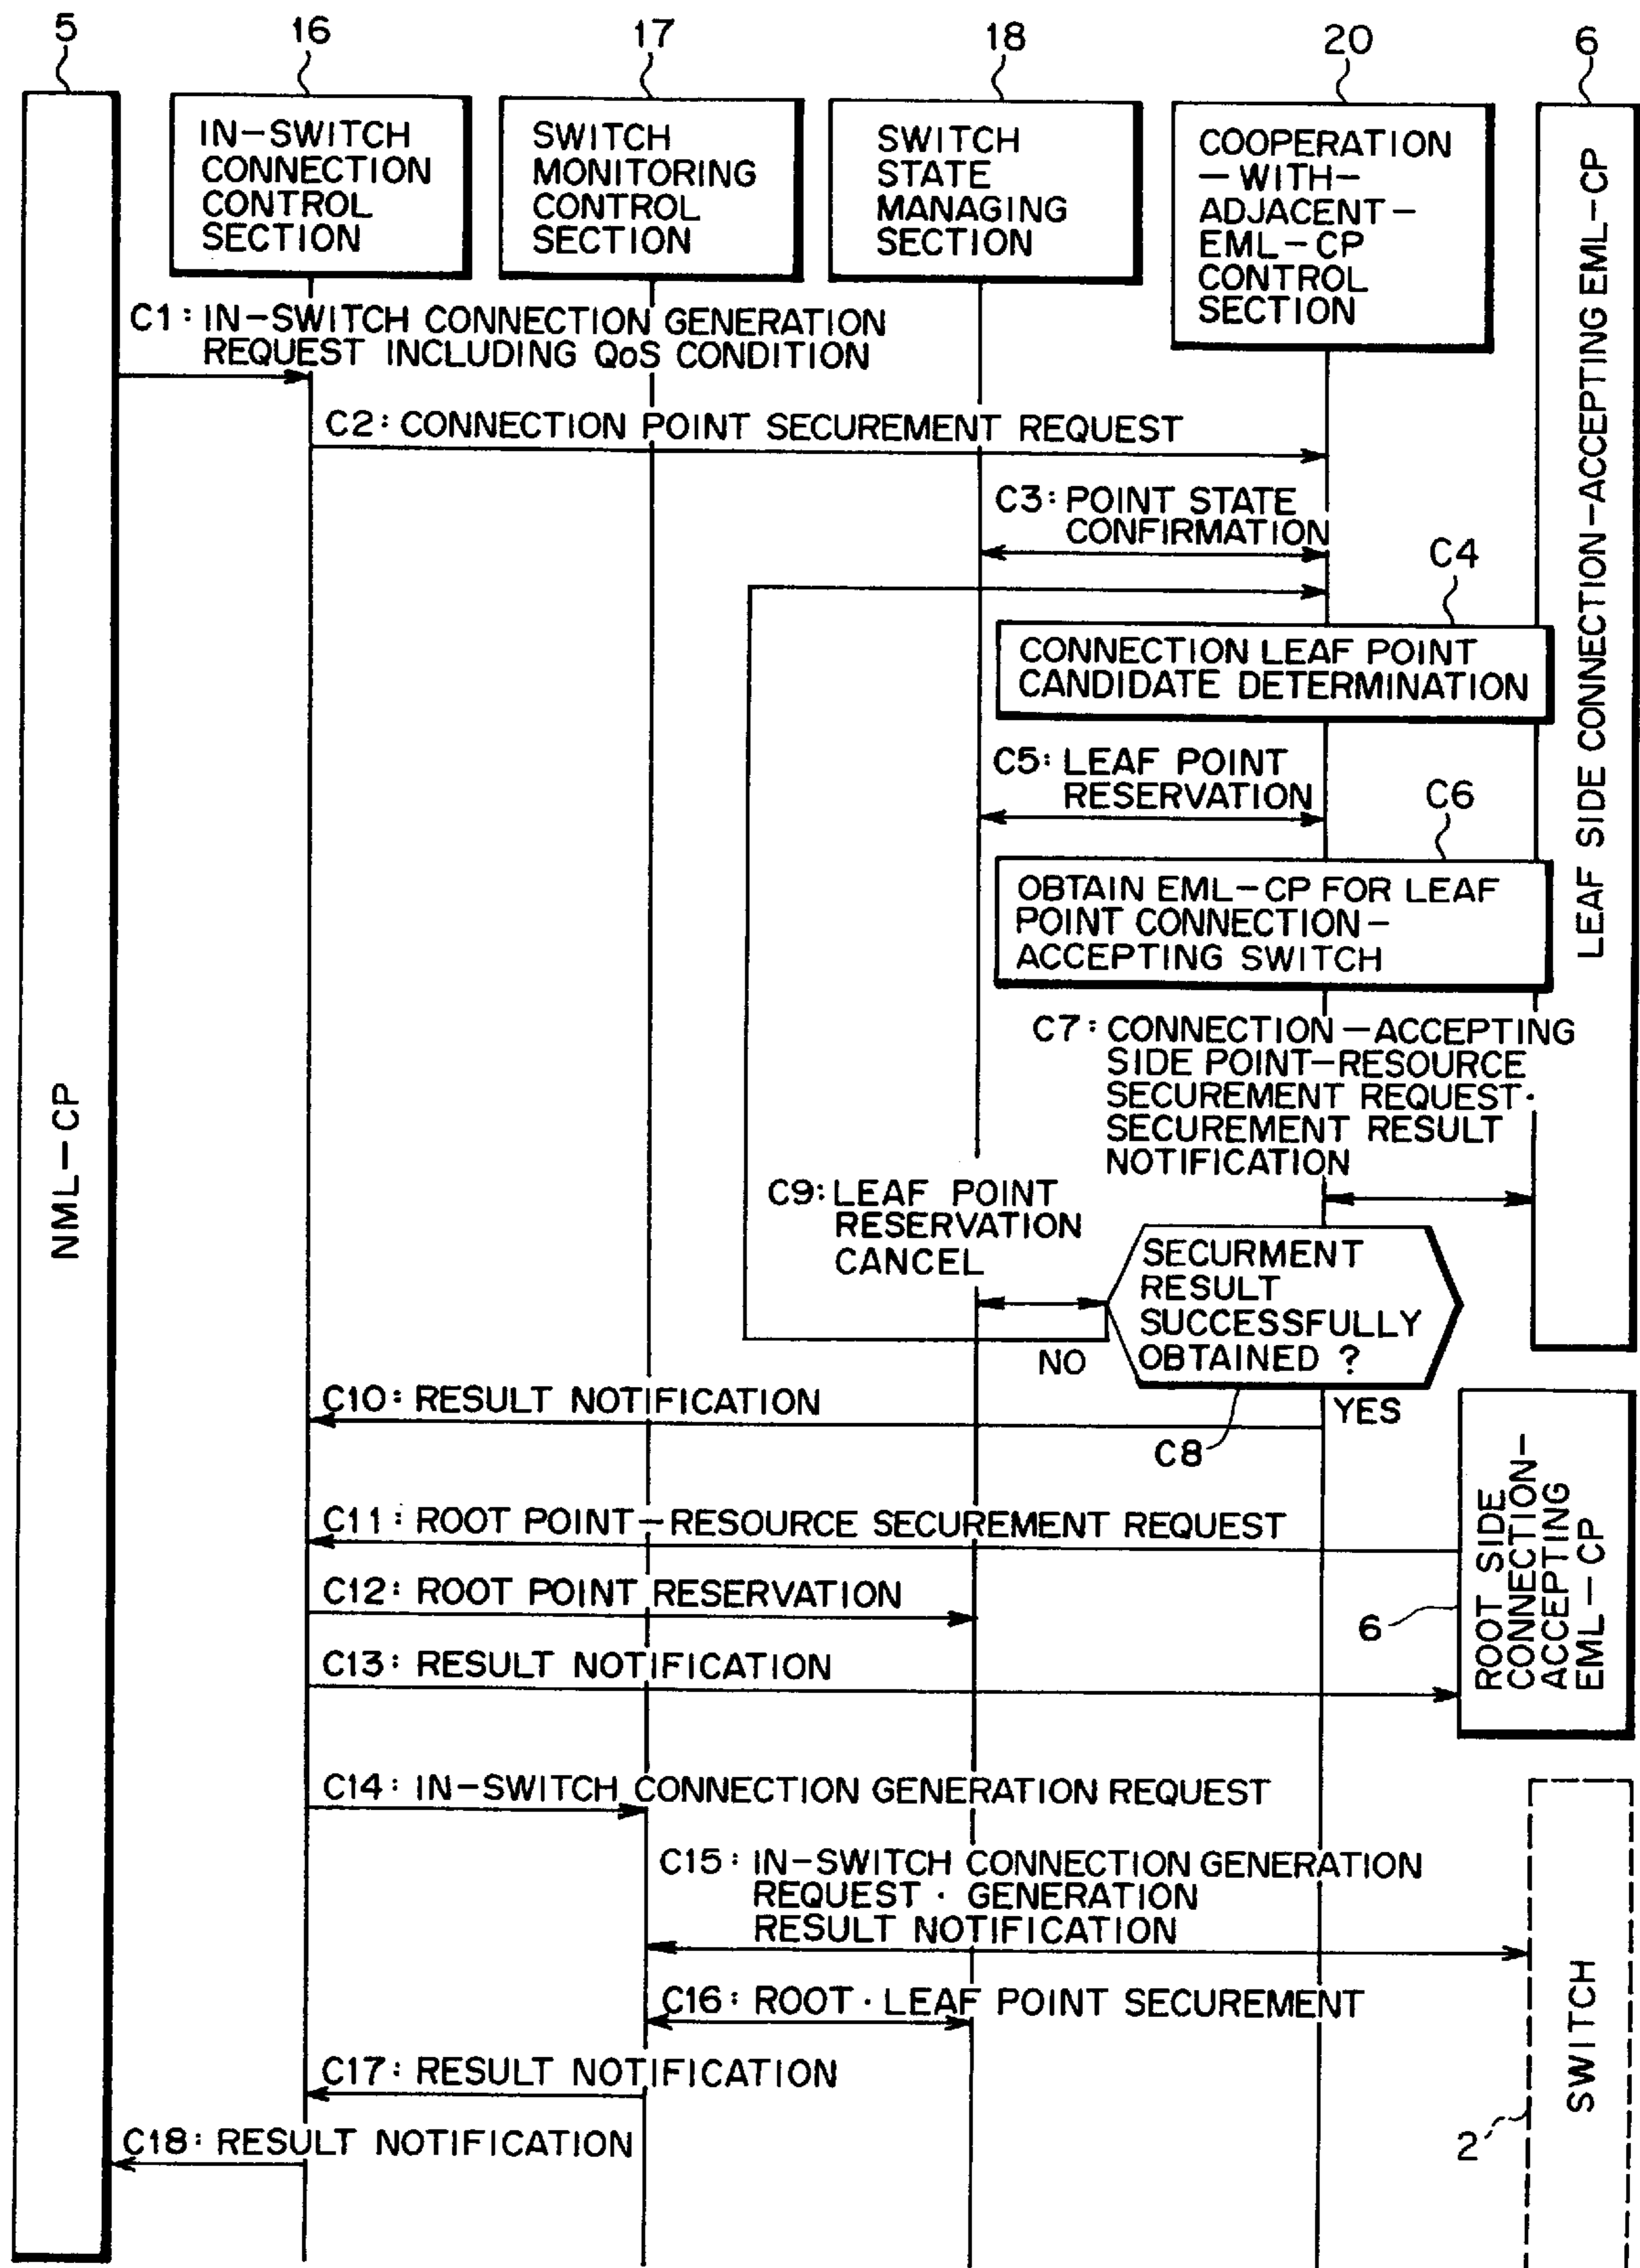 5
16
17
18
20
6
IN-SWITCH
CONNECTION
CONTROL
SECTION
SWITCH
MONITORING
CONTROL
SECTION
SWITCH
STATE
MANAGING
SECTION
COOPERATION
-WITH-
ADJACENT-
EML-CP
CONTROL
SECTION
LEAF SIDE CONNECTION-ACCEPTING EML-CP
NML-CP
C1: IN-SWITCH CONNECTION GENERATION
REQUEST INCLUDING QoS CONDITION
C2: CONNECTION POINT SECUREMENT REQUEST
C3: POINT STATE
CONFIRMATION
C4
CONNECTION LEAF POINT
CANDIDATE DETERMINATION
C5: LEAF POINT
RESERVATION
C6
OBTAIN EML-CP FOR LEAF
POINT CONNECTION-
ACCEPTING SWITCH
C7: CONNECTION-ACCEPTING
SIDE POINT-RESOURCE
SECUREMENT REQUEST·
SECUREMENT RESULT
NOTIFICATION
C9: LEAF POINT
RESERVATION
CANCEL
SECURMENT
RESULT
SUCCESSFULLY
OBTAINED ?
NO
YES
C8
C10: RESULT NOTIFICATION
C11: ROOT POINT-RESOURCE SECUREMENT REQUEST
C12: ROOT POINT RESERVATION
C13: RESULT NOTIFICATION
6
ROOT SIDE
CONNECTION-
ACCEPTING
EML-CP
C14: IN-SWITCH CONNECTION GENERATION REQUEST
C15: IN-SWITCH CONNECTION GENERATION
REQUEST · GENERATION
RESULT NOTIFICATION
C16: ROOT · LEAF POINT SECUREMENT
C17: RESULT NOTIFICATION
C18: RESULT NOTIFICATION
2
SWITCH